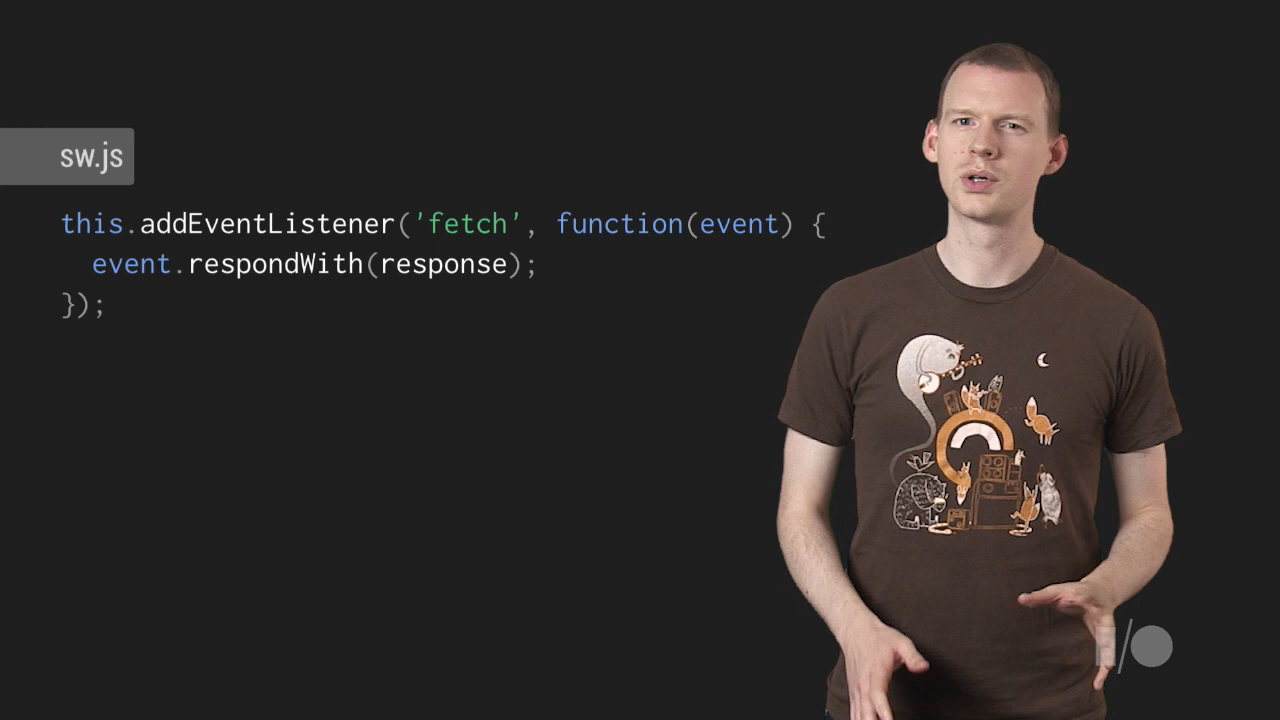 sw.js
this.addEventListener('fetch', function(event) {
  event.respondWith(response);
});
I/O